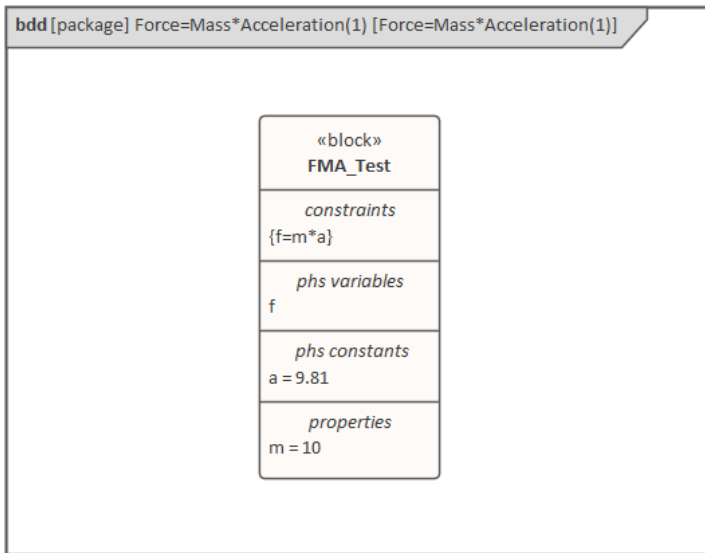 bdd [package] Force=Mass*Acceleration(1) [Force=Mass*Acceleration(1)]
«block»
FMA_Test
constraints
{f=m*a}
phs variables
f
phs constants
a = 9.81
properties
m = 10